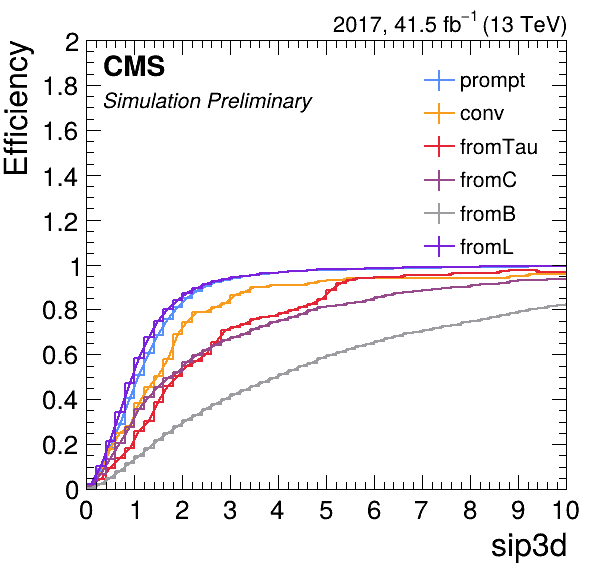 2017, 41.5 fb⁻¹ (13 TeV)
Efficiency
CMS
Simulation Preliminary
prompt
conv
fromTau
fromC
fromB
fromL
2
1.8
1.6
1.4
1.2
1
0.8
0.6
0.4
0.2
0
0 1 2 3 4 5 6 7 8 9 10
sip3d